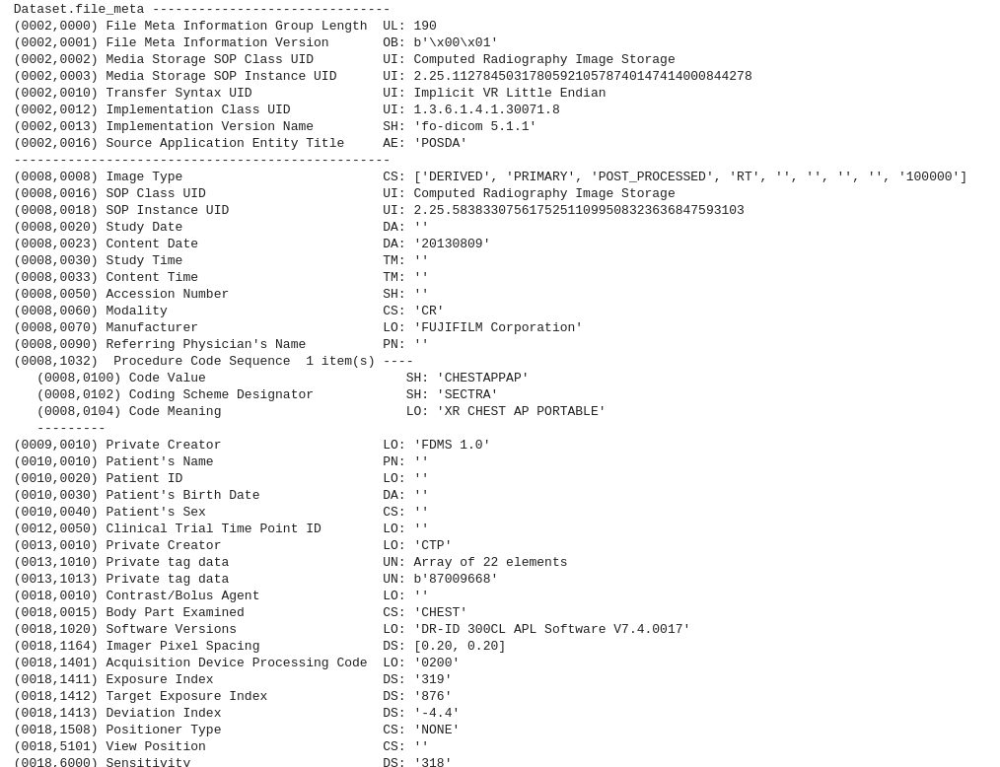 Dataset.file_meta -------------------------------
(0002,0000) File Meta Information Group Length  UL: 190
(0002,0001) File Meta Information Version       OB: b'\x00\x01'
(0002,0002) Media Storage SOP Class UID         UI: Computed Radiography Image Storage
(0002,0003) Media Storage SOP Instance UID      UI: 2.25.112784503178059210578740147414000844278
(0002,0010) Transfer Syntax UID                 UI: Implicit VR Little Endian
(0002,0012) Implementation Class UID            UI: 1.3.6.1.4.1.30071.8
(0002,0013) Implementation Version Name         SH: 'fo-dicom 5.1.1'
(0002,0016) Source Application Entity Title     AE: 'POSDA'
-------------------------------------------------
(0008,0008) Image Type                          CS: ['DERIVED', 'PRIMARY', 'POST_PROCESSED', 'RT', '', '', '', '', '100000']
(0008,0016) SOP Class UID                       UI: Computed Radiography Image Storage
(0008,0018) SOP Instance UID                    UI: 2.25.58383307561752511099508323636847593103
(0008,0020) Study Date                          DA: ''
(0008,0023) Content Date                        DA: '20130809'
(0008,0030) Study Time                          TM: ''
(0008,0033) Content Time                        TM: ''
(0008,0050) Accession Number                    SH: ''
(0008,0060) Modality                            CS: 'CR'
(0008,0070) Manufacturer                        LO: 'FUJIFILM Corporation'
(0008,0090) Referring Physician's Name          PN: ''
(0008,1032)  Procedure Code Sequence  1 item(s) ----
   (0008,0100) Code Value                          SH: 'CHESTAPPAP'
   (0008,0102) Coding Scheme Designator            SH: 'SECTRA'
   (0008,0104) Code Meaning                        LO: 'XR CHEST AP PORTABLE'
   ---------
(0009,0010) Private Creator                     LO: 'FDMS 1.0'
(0010,0010) Patient's Name                      PN: ''
(0010,0020) Patient ID                          LO: ''
(0010,0030) Patient's Birth Date                DA: ''
(0010,0040) Patient's Sex                       CS: ''
(0012,0050) Clinical Trial Time Point ID        LO: ''
(0013,0010) Private Creator                     LO: 'CTP'
(0013,1010) Private tag data                    UN: Array of 22 elements
(0013,1013) Private tag data                    UN: b'87009668'
(0018,0010) Contrast/Bolus Agent                LO: ''
(0018,0015) Body Part Examined                  CS: 'CHEST'
(0018,1020) Software Versions                   LO: 'DR-ID 300CL APL Software V7.4.0017'
(0018,1164) Imager Pixel Spacing                DS: [0.20, 0.20]
(0018,1401) Acquisition Device Processing Code  LO: '0200'
(0018,1411) Exposure Index                      DS: '319'
(0018,1412) Target Exposure Index               DS: '876'
(0018,1413) Deviation Index                     DS: '-4.4'
(0018,1508) Positioner Type                     CS: 'NONE'
(0018,5101) View Position                       CS: ''
(0018,6000) Sensitivity                         DS: '318'